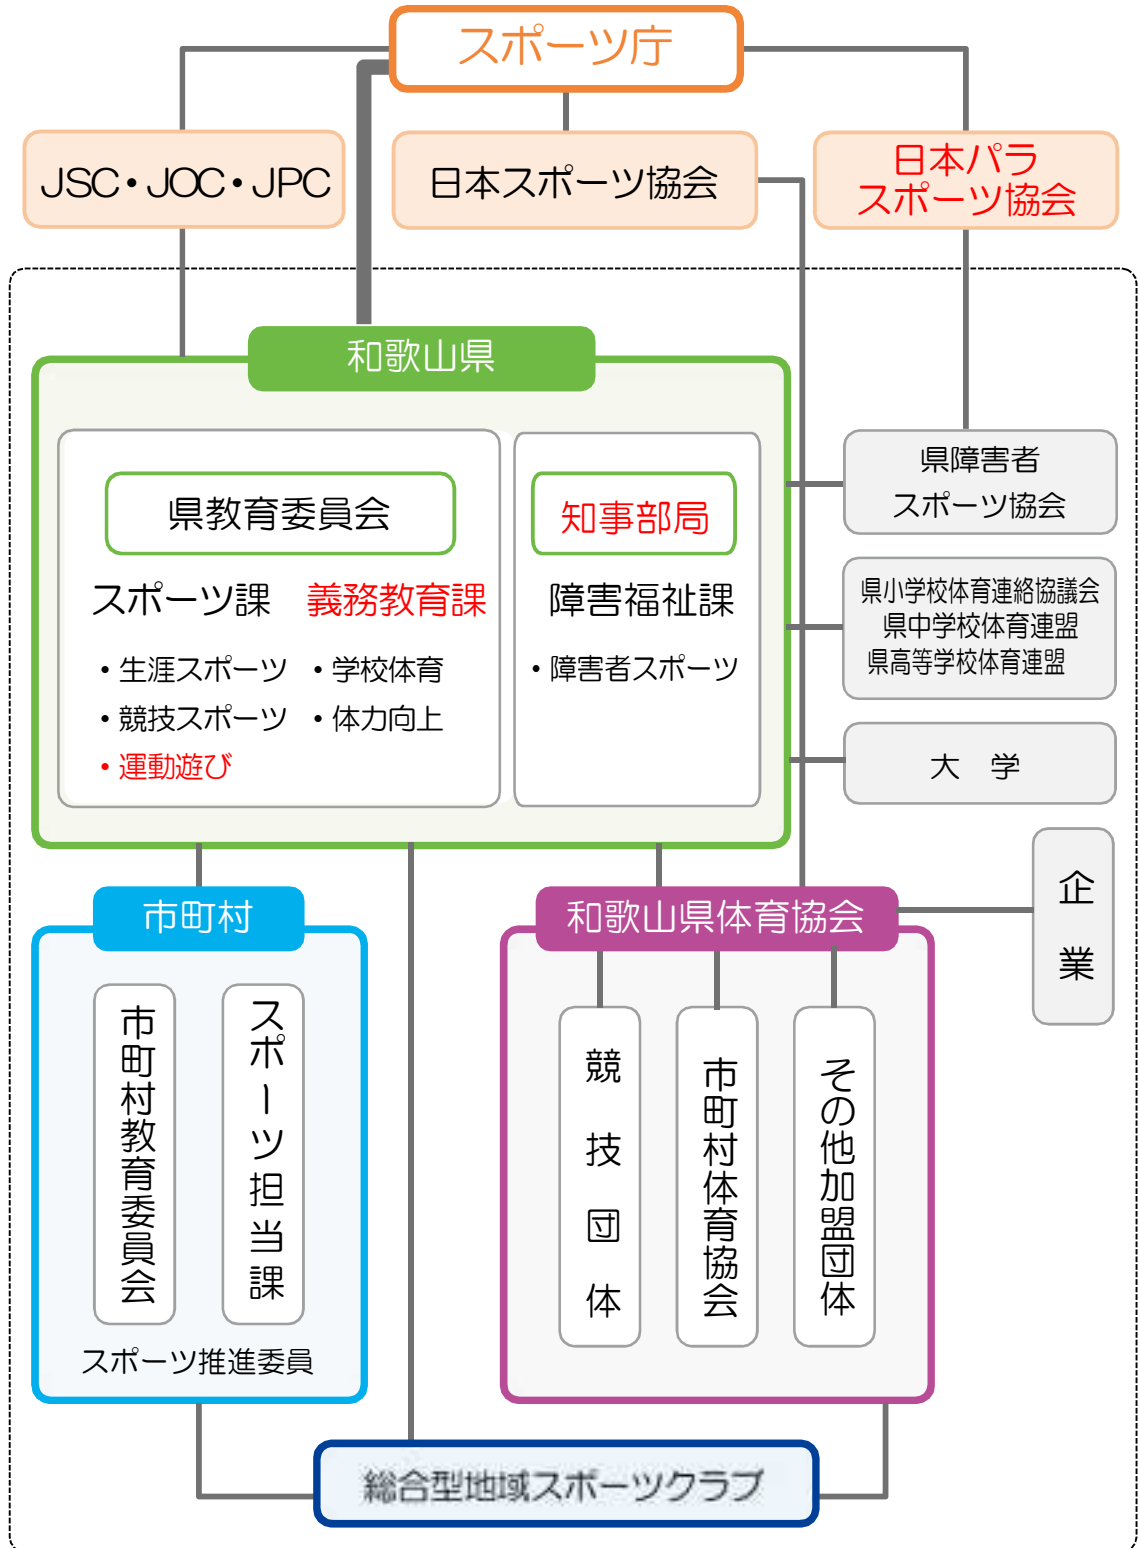 スポーツ庁
JSC・JOC・JPC
日本スポーツ協会
日本パラ
スポーツ協会
和歌山県
県教育委員会
スポーツ課
義務教育課
・生涯スポーツ
・学校体育
・競技スポーツ
・体力向上
・運動遊び
知事部局
障害福祉課
・障害者スポーツ
県障害者
スポーツ協会
県小学校体育連絡協議会
県中学校体育連盟
県高等学校体育連盟
大　学
企業
市町村
市町村教育委員会
スポーツ担当課
スポーツ推進委員
和歌山県体育協会
競技団体
市町村体育協会
その他加盟団体
総合型地域スポーツクラブ